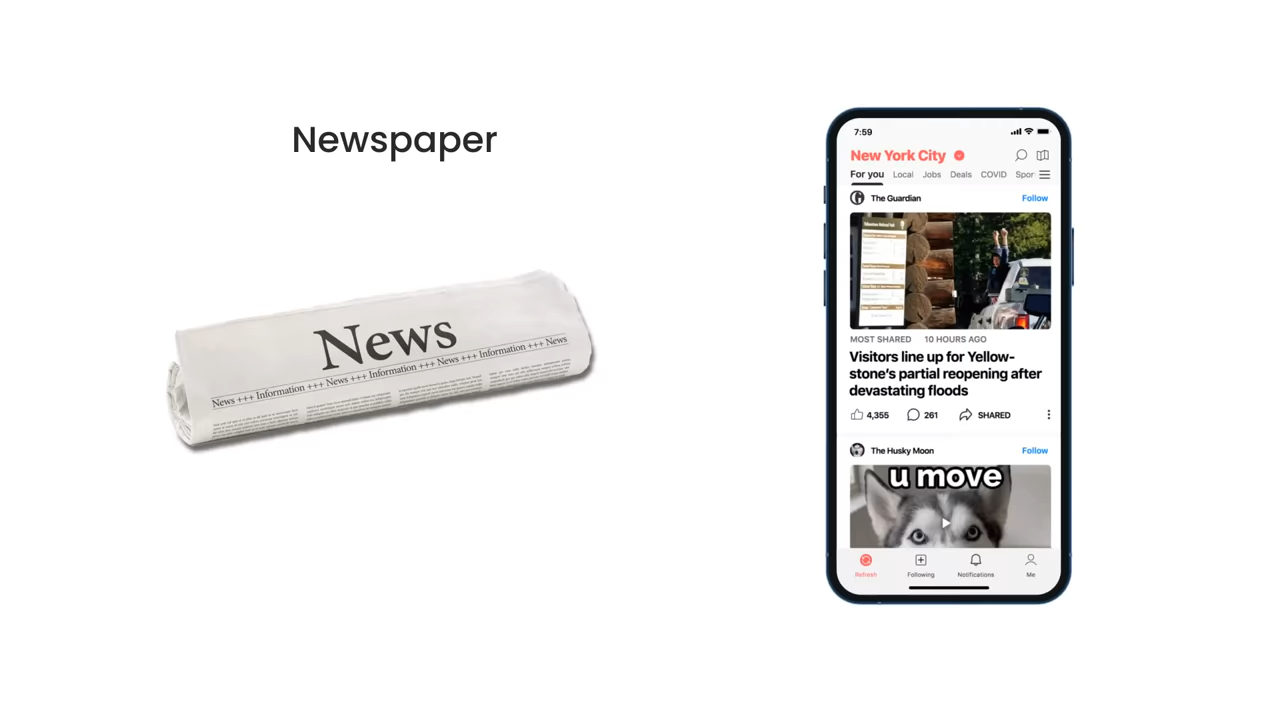 Newspaper
News
News +++ Information +++ News +++ Information +++ News +++ Information +++ News
7:59
New York City
For you Local Jobs Deals COVID Spor
The Guardian Follow
MOST SHARED 10 HOURS AGO
Visitors line up for Yellow-
stone's partial reopening after
devastating floods
4,355 261 SHARED
The Husky Moon Follow
u move
Refresh Following Notifications Me